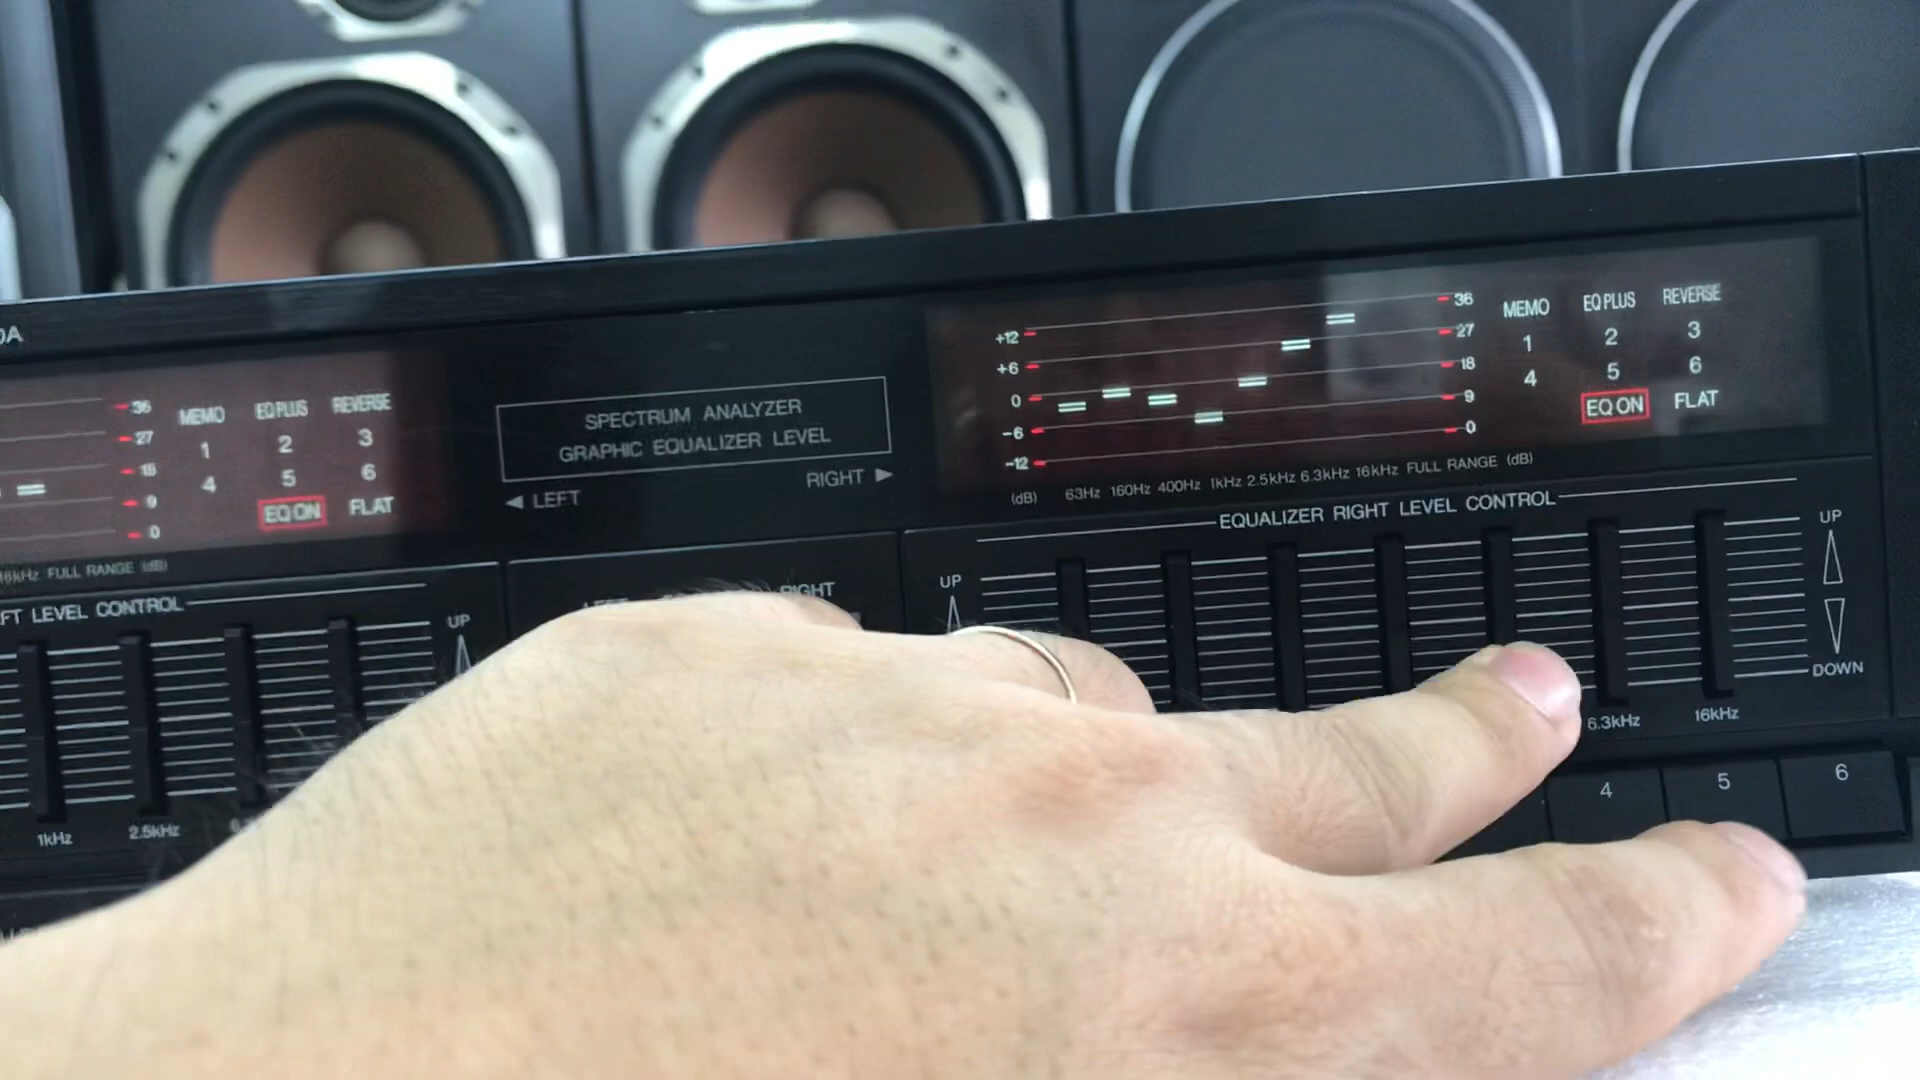 0A
36
27
18
9
0
MEMO EQ PLUS REVERSE
1 2 3
4 5 6
EQ ON FLAT
16kHz FULL RANGE (dB)
FT LEVEL CONTROL
UP
1kHz 2.5kHz
SPECTRUM ANALYZER
GRAPHIC EQUALIZER LEVEL
◀ LEFT RIGHT ▶
RIGHT
+12
+6
0
-6
-12
(dB) 63Hz 160Hz 400Hz 1kHz 2.5kHz 6.3kHz 16kHz FULL RANGE (dB)
36
27
18
9
0
MEMO EQ PLUS REVERSE
1 2 3
4 5 6
EQ ON FLAT
EQUALIZER RIGHT LEVEL CONTROL
UP UP
DOWN
6.3kHz 16kHz
4 5 6